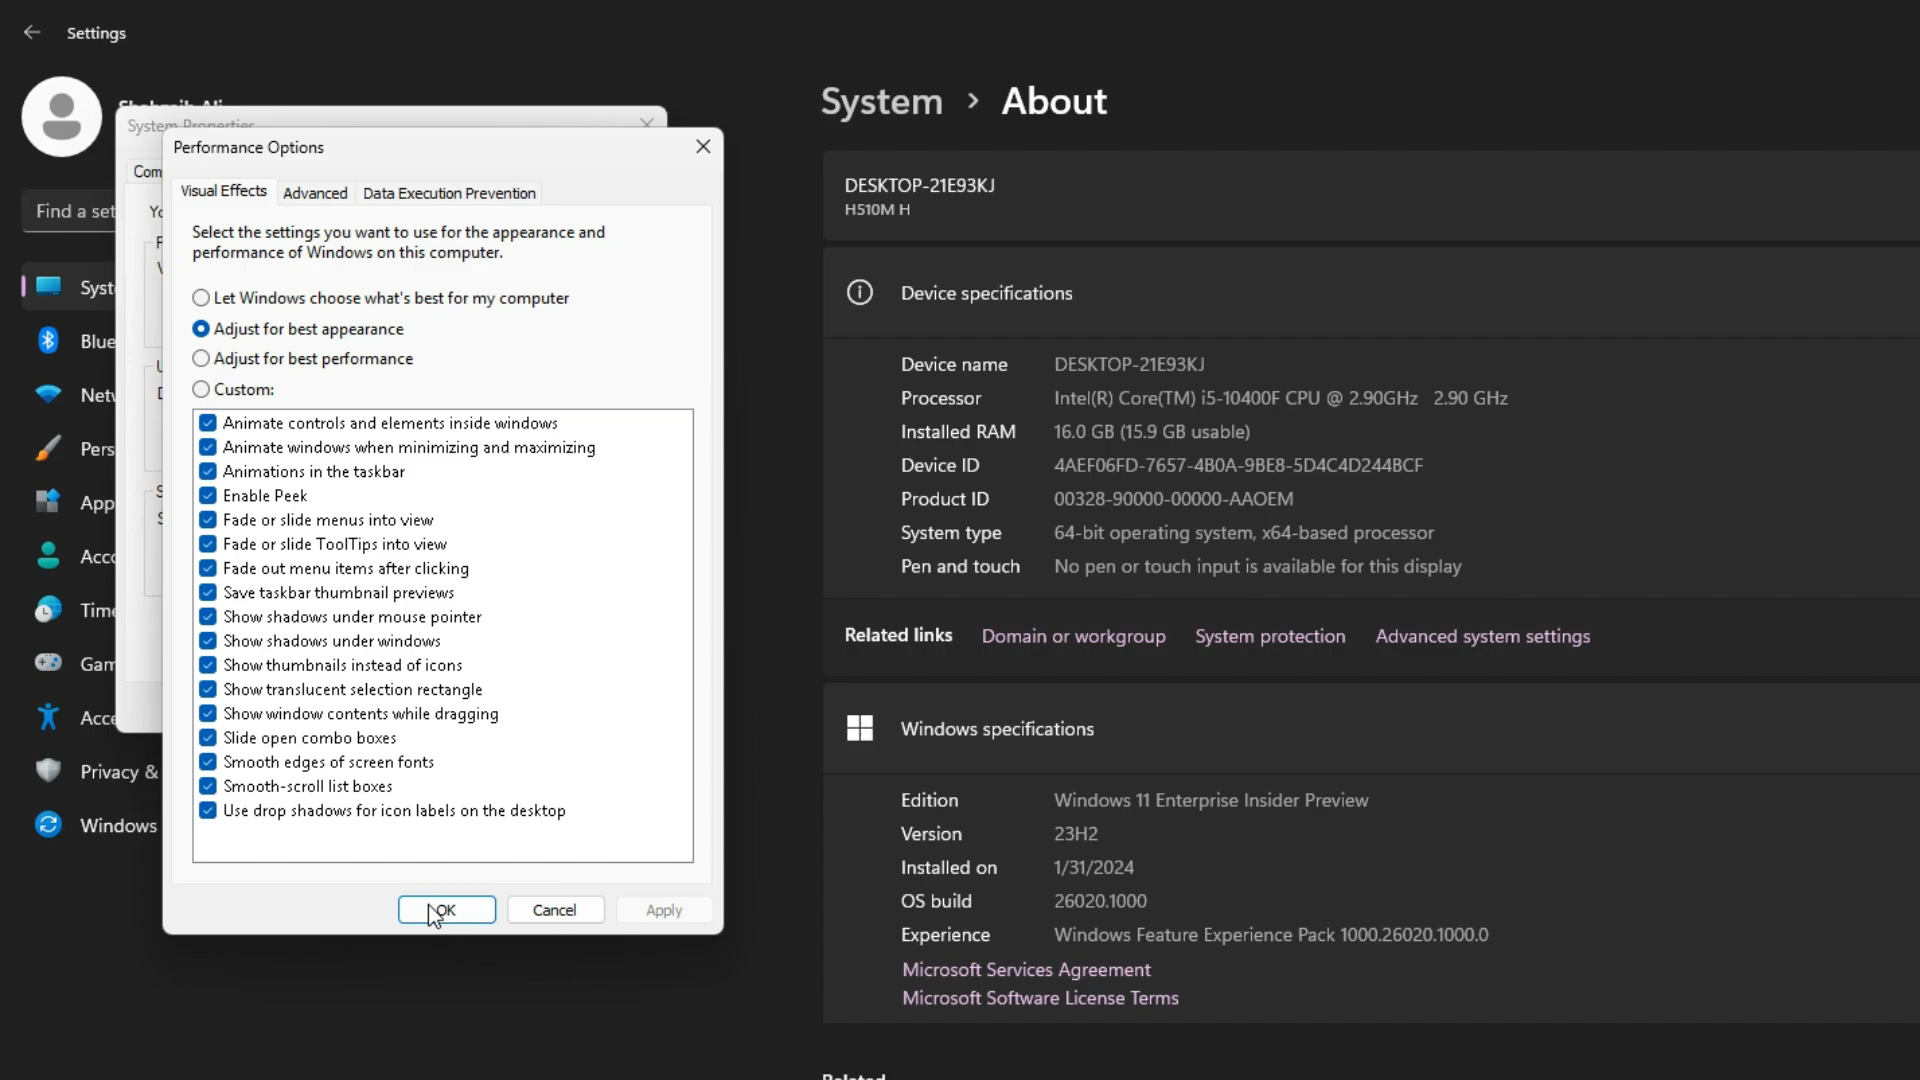 Settings
System Properties
Performance Options
Visual Effects
Advanced
Data Execution Prevention
Select the settings you want to use for the appearance and
performance of Windows on this computer.
Let Windows choose what's best for my computer
Adjust for best appearance
Adjust for best performance
Custom:
Animate controls and elements inside windows
Animate windows when minimizing and maximizing
Animations in the taskbar
Enable Peek
Fade or slide menus into view
Fade or slide ToolTips into view
Fade out menu items after clicking
Save taskbar thumbnail previews
Show shadows under mouse pointer
Show shadows under windows
Show thumbnails instead of icons
Show translucent selection rectangle
Show window contents while dragging
Slide open combo boxes
Smooth edges of screen fonts
Smooth-scroll list boxes
Use drop shadows for icon labels on the desktop
OK
Cancel
Apply
Com
Find a set
Syst
Blue
Netv
Pers
App
Acco
Time
Gam
Acce
Privacy &
Windows
System > About
DESKTOP-21E93KJ
H510M H
Device specifications
Device name DESKTOP-21E93KJ
Processor Intel(R) Core(TM) i5-10400F CPU @ 2.90GHz 2.90 GHz
Installed RAM 16.0 GB (15.9 GB usable)
Device ID 4AEF06FD-7657-4B0A-9BE8-5D4C4D244BCF
Product ID 00328-90000-00000-AAOEM
System type 64-bit operating system, x64-based processor
Pen and touch No pen or touch input is available for this display
Related links Domain or workgroup System protection Advanced system settings
Windows specifications
Edition Windows 11 Enterprise Insider Preview
Version 23H2
Installed on 1/31/2024
OS build 26020.1000
Experience Windows Feature Experience Pack 1000.26020.1000.0
Microsoft Services Agreement
Microsoft Software License Terms
Related